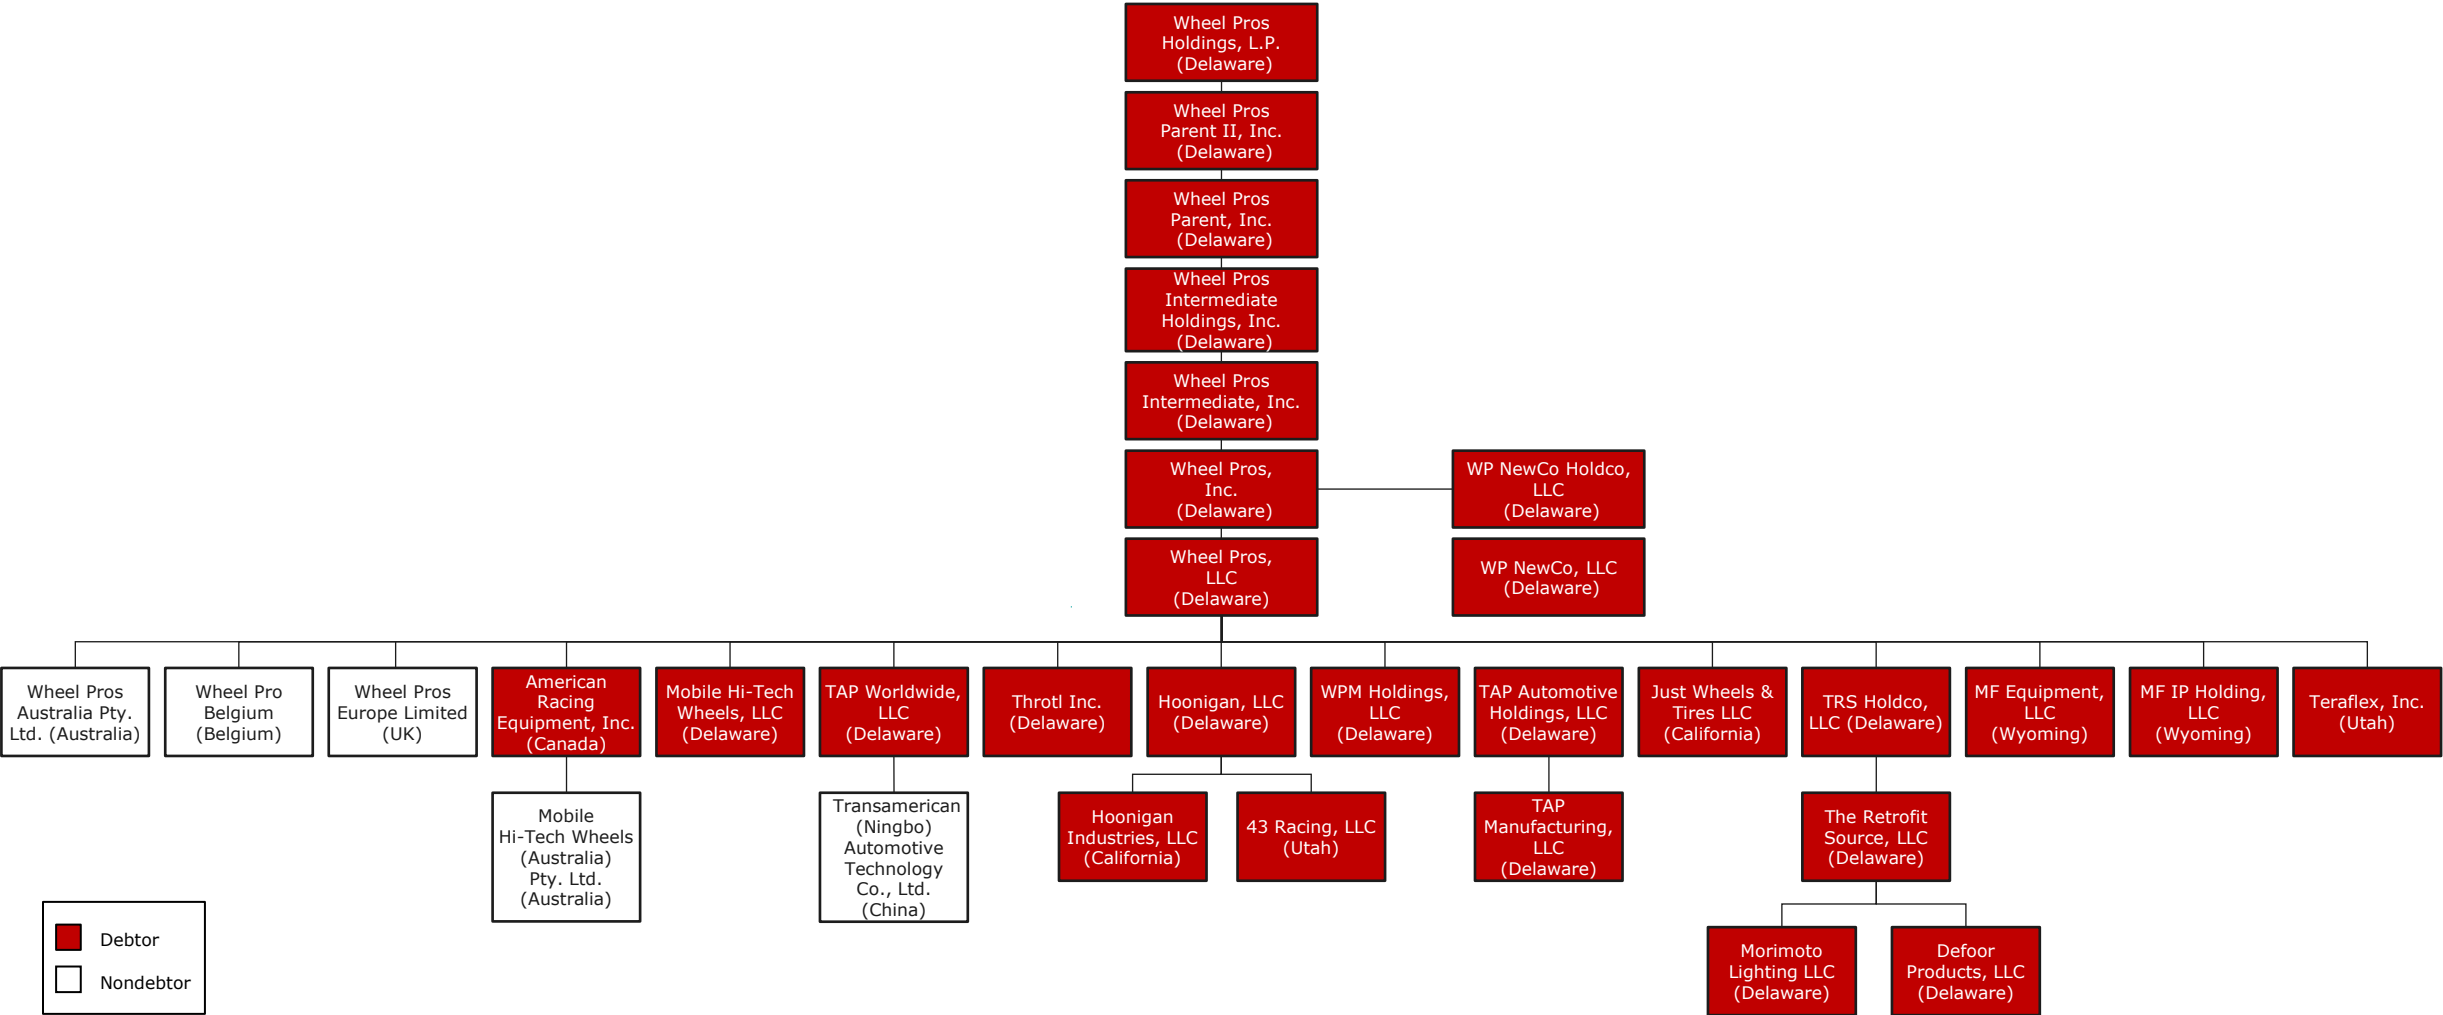 Wheel Pros
Holdings, L.P.
(Delaware)
Wheel Pros
Parent II, Inc.
(Delaware)
Wheel Pros
Parent, Inc.
(Delaware)
Wheel Pros
Intermediate
Holdings, Inc.
(Delaware)
Wheel Pros
Intermediate, Inc.
(Delaware)
Wheel Pros,
Inc.
(Delaware)
WP NewCo Holdco,
LLC
(Delaware)
Wheel Pros,
LLC
(Delaware)
WP NewCo, LLC
(Delaware)
Wheel Pros
Australia Pty.
Ltd. (Australia)
Wheel Pro
Belgium
(Belgium)
Wheel Pros
Europe Limited
(UK)
American
Racing
Equipment, Inc.
(Canada)
Mobile Hi-Tech
Wheels, LLC
(Delaware)
TAP Worldwide,
LLC
(Delaware)
Throtl Inc.
(Delaware)
Hoonigan, LLC
(Delaware)
WPM Holdings,
LLC
(Delaware)
TAP Automotive
Holdings, LLC
(Delaware)
Just Wheels &
Tires LLC
(California)
TRS Holdco,
LLC (Delaware)
MF Equipment,
LLC
(Wyoming)
MF IP Holding,
LLC
(Wyoming)
Teraflex, Inc.
(Utah)
Mobile
Hi-Tech Wheels
(Australia)
Pty. Ltd.
(Australia)
Transamerican
(Ningbo)
Automotive
Technology
Co., Ltd.
(China)
Hoonigan
Industries, LLC
(California)
43 Racing, LLC
(Utah)
TAP
Manufacturing,
LLC
(Delaware)
The Retrofit
Source, LLC
(Delaware)
Morimoto
Lighting LLC
(Delaware)
Defoor
Products, LLC
(Delaware)
Debtor
Nondebtor